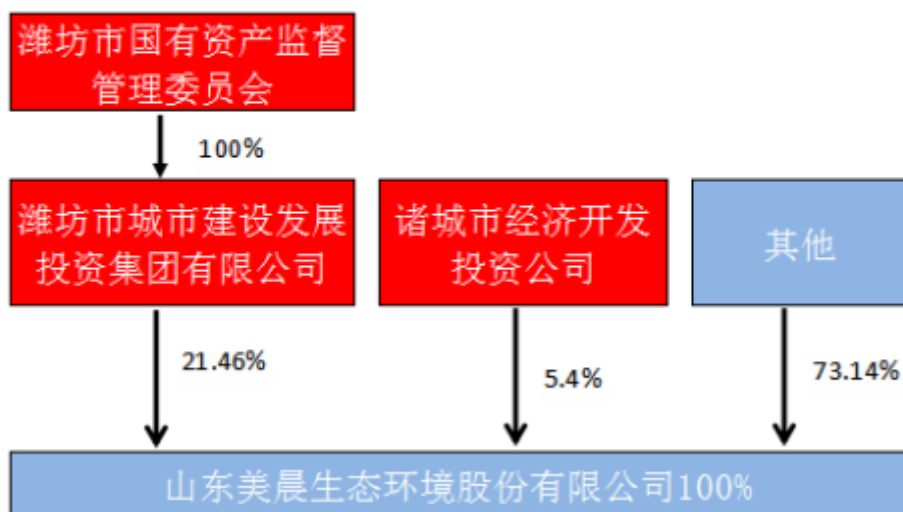 潍坊市国有资产监督
管理委员会
100%
潍坊市城市建设发展
投资集团有限公司
诸城市经济开发
投资公司
其他
21.46%
5.4%
73.14%
山东美晨生态环境股份有限公司100%